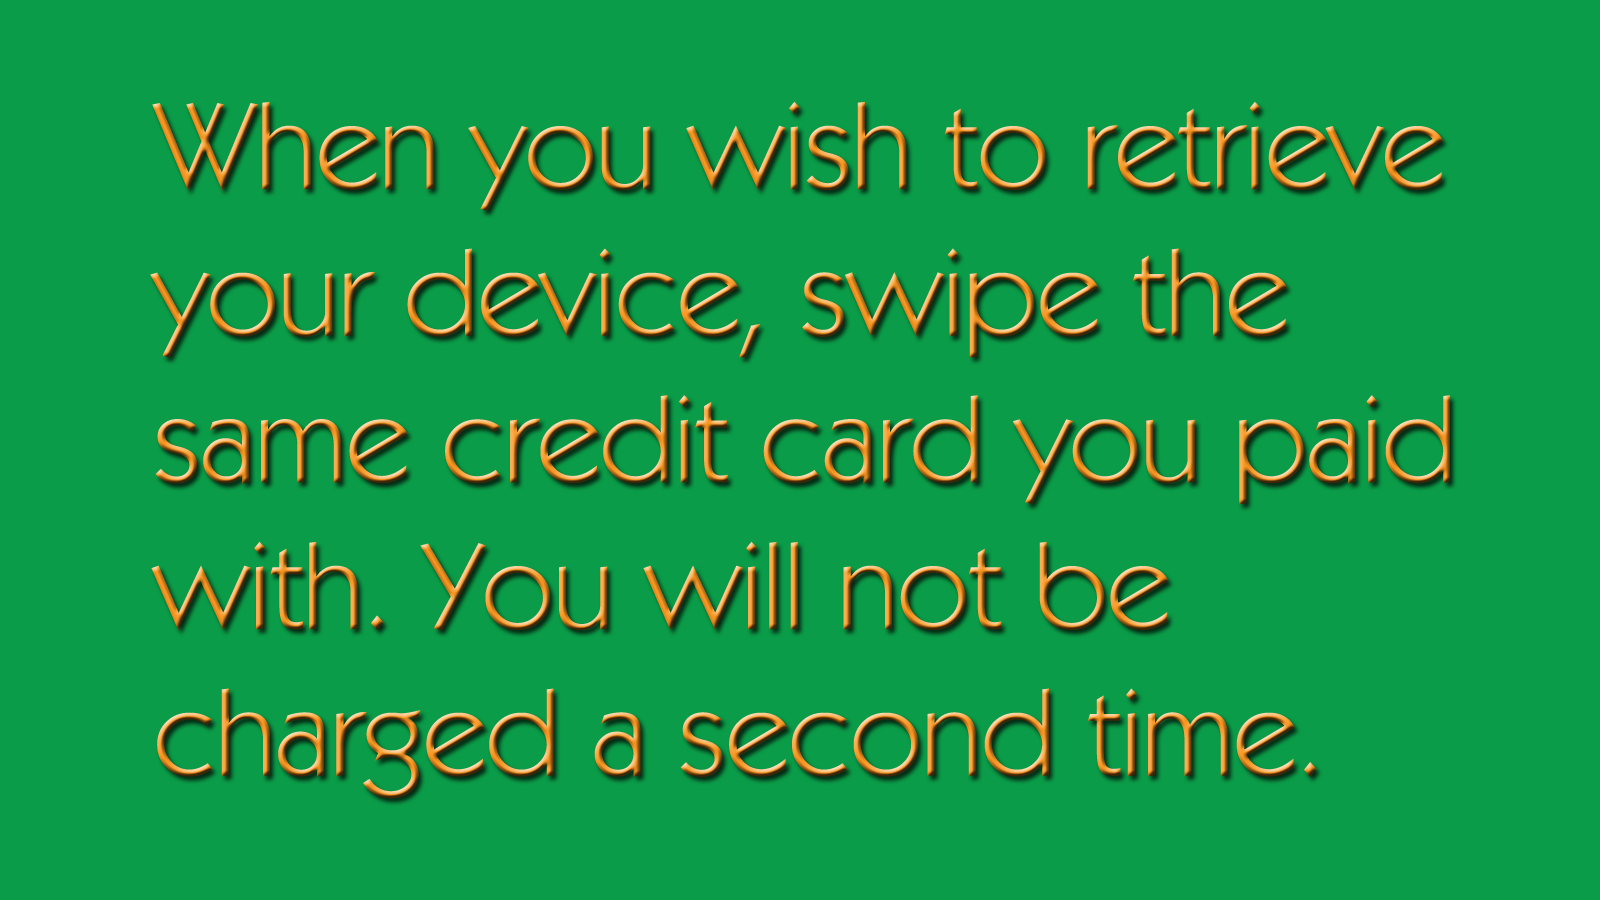 When you wish to retrieve
your device, swipe the
same credit card you paid
with. You will not be
charged a second time.